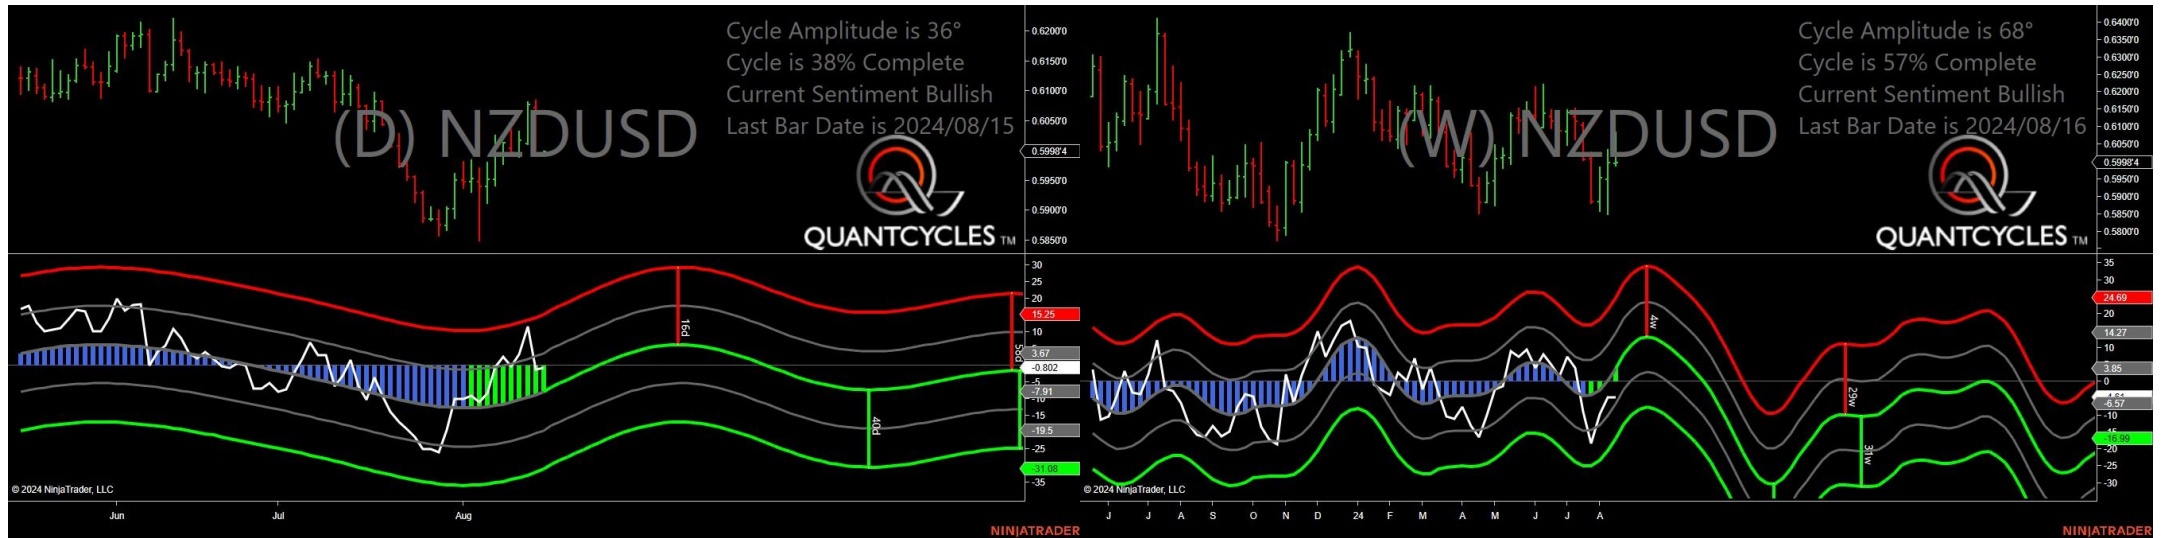 Cycle Amplitude is 36°
Cycle is 38% Complete
Current Sentiment Bullish
Last Bar Date is 2024/08/15
(D) NZDUSD
QUANTCYCLES TM
0.6200'0
0.6150'0
0.6100'0
0.6050'0
0.5998'4
0.5950'0
0.5900'0
0.5850'0
30
25
20
15.25
10
3.67
-0.802
-5
-7.91
-10
-15
-19.5
-25
-31.08
-35
16d
40d
58d
© 2024 NinjaTrader, LLC
Jun
Jul
Aug
NINJATRADER
Cycle Amplitude is 68°
Cycle is 57% Complete
Current Sentiment Bullish
Last Bar Date is 2024/08/16
(W) NZDUSD
QUANTCYCLES TM
0.6400'0
0.6350'0
0.6300'0
0.6250'0
0.6200'0
0.6150'0
0.6100'0
0.6050'0
0.5998'4
0.5950'0
0.5900'0
0.5850'0
0.5800'0
35
30
24.69
14.27
10
3.85
0
-6.57
-10
-16.99
-20
-25
-30
4w
29w
31w
© 2024 NinjaTrader, LLC
J
J
A
S
O
N
D
24
F
M
A
M
J
J
A
NINJATRADER